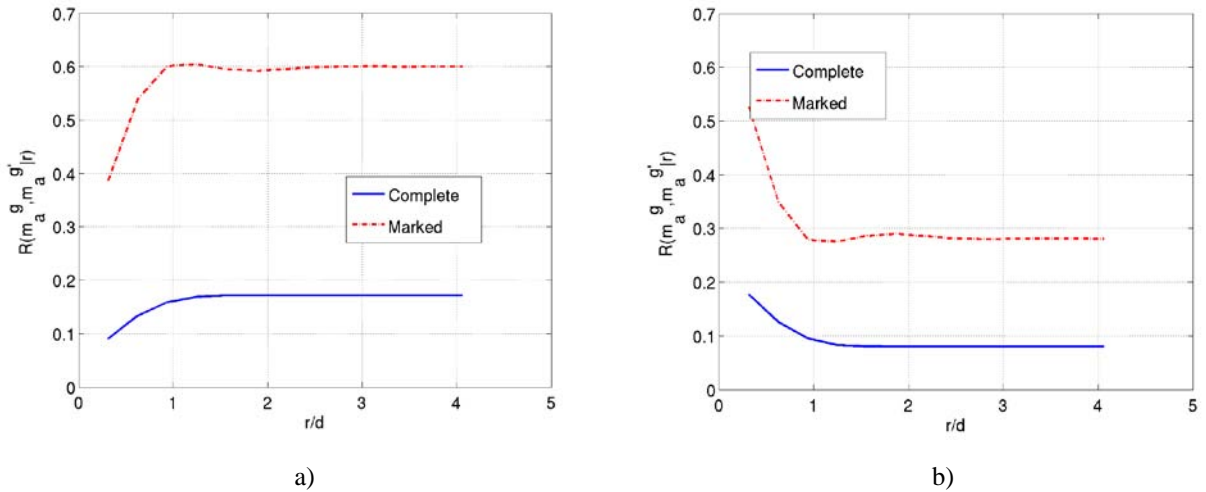 0.7
0.6
0.5
0.4
0.3
0.2
0.1
0
R(m_a^g,m_a^g'|r)
Complete
Marked
0 1 2 3 4 5
r/d
a)
0.7
0.6
0.5
0.4
0.3
0.2
0.1
0
R(m_a^g,m_a^g'|r)
Complete
Marked
0 1 2 3 4 5
r/d
b)